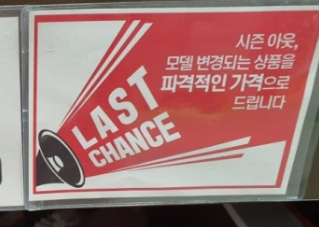 시즌 아웃,
모델 변경되는 상품을
파격적인 가격으로
드립니다
LAST
CHANCE